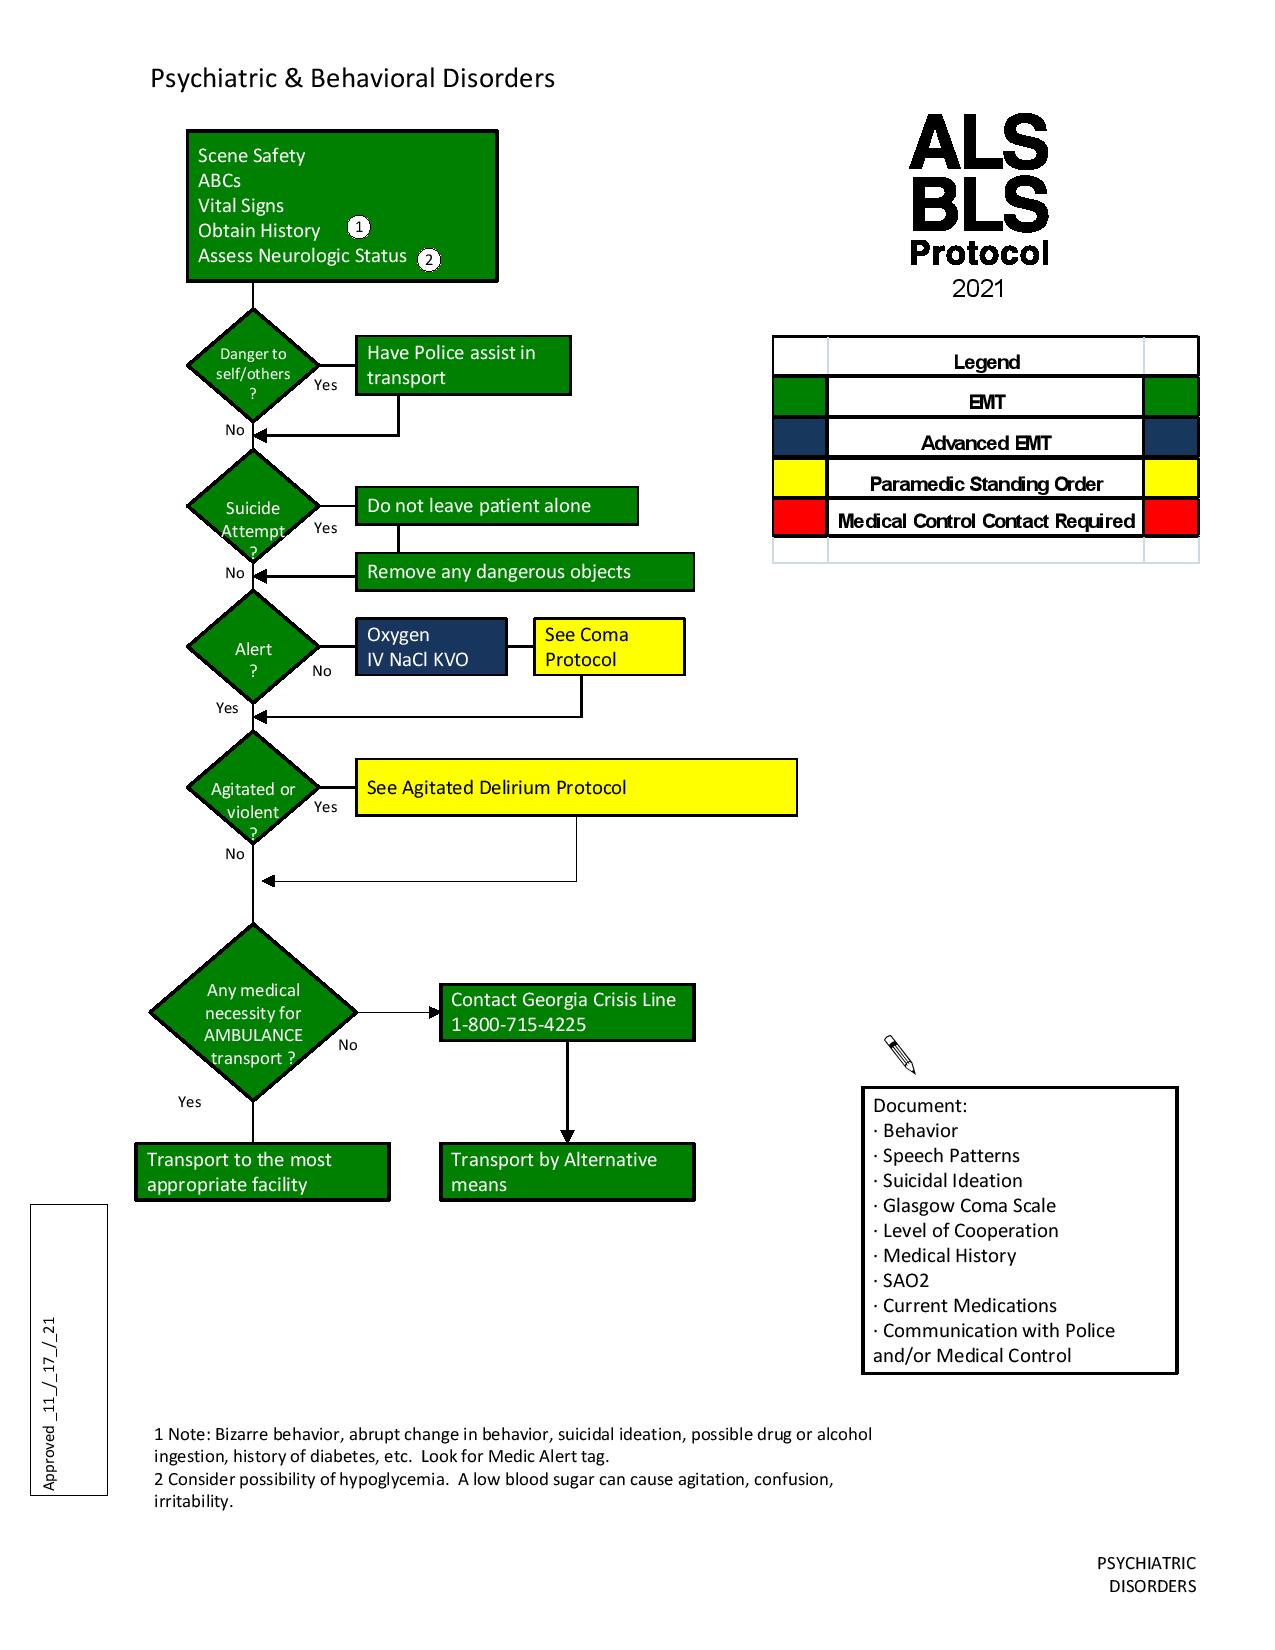 Psychiatric & Behavioral Disorders
ALS
BLS
Protocol
2021
Scene Safety
ABCs
Vital Signs
Obtain History 1
Assess Neurologic Status 2
Danger to
self/others
?
Yes
No
Have Police assist in
transport
Legend
EMT
Advanced EMT
Paramedic Standing Order
Medical Control Contact Required
Suicide
Attempt
?
Yes
No
Do not leave patient alone
Remove any dangerous objects
Alert
?
No
Yes
Oxygen
IV NaCl KVO
See Coma
Protocol
Agitated or
violent
?
Yes
No
See Agitated Delirium Protocol
Any medical
necessity for
AMBULANCE
transport ?
No
Yes
Contact Georgia Crisis Line
1-800-715-4225
Transport to the most
appropriate facility
Transport by Alternative
means
Document:
· Behavior
· Speech Patterns
· Suicidal Ideation
· Glasgow Coma Scale
· Level of Cooperation
· Medical History
· SAO2
· Current Medications
· Communication with Police
and/or Medical Control
Approved _11_/_17_/_21
1 Note: Bizarre behavior, abrupt change in behavior, suicidal ideation, possible drug or alcohol
ingestion, history of diabetes, etc.  Look for Medic Alert tag.
2 Consider possibility of hypoglycemia.  A low blood sugar can cause agitation, confusion,
irritability.
PSYCHIATRIC
DISORDERS